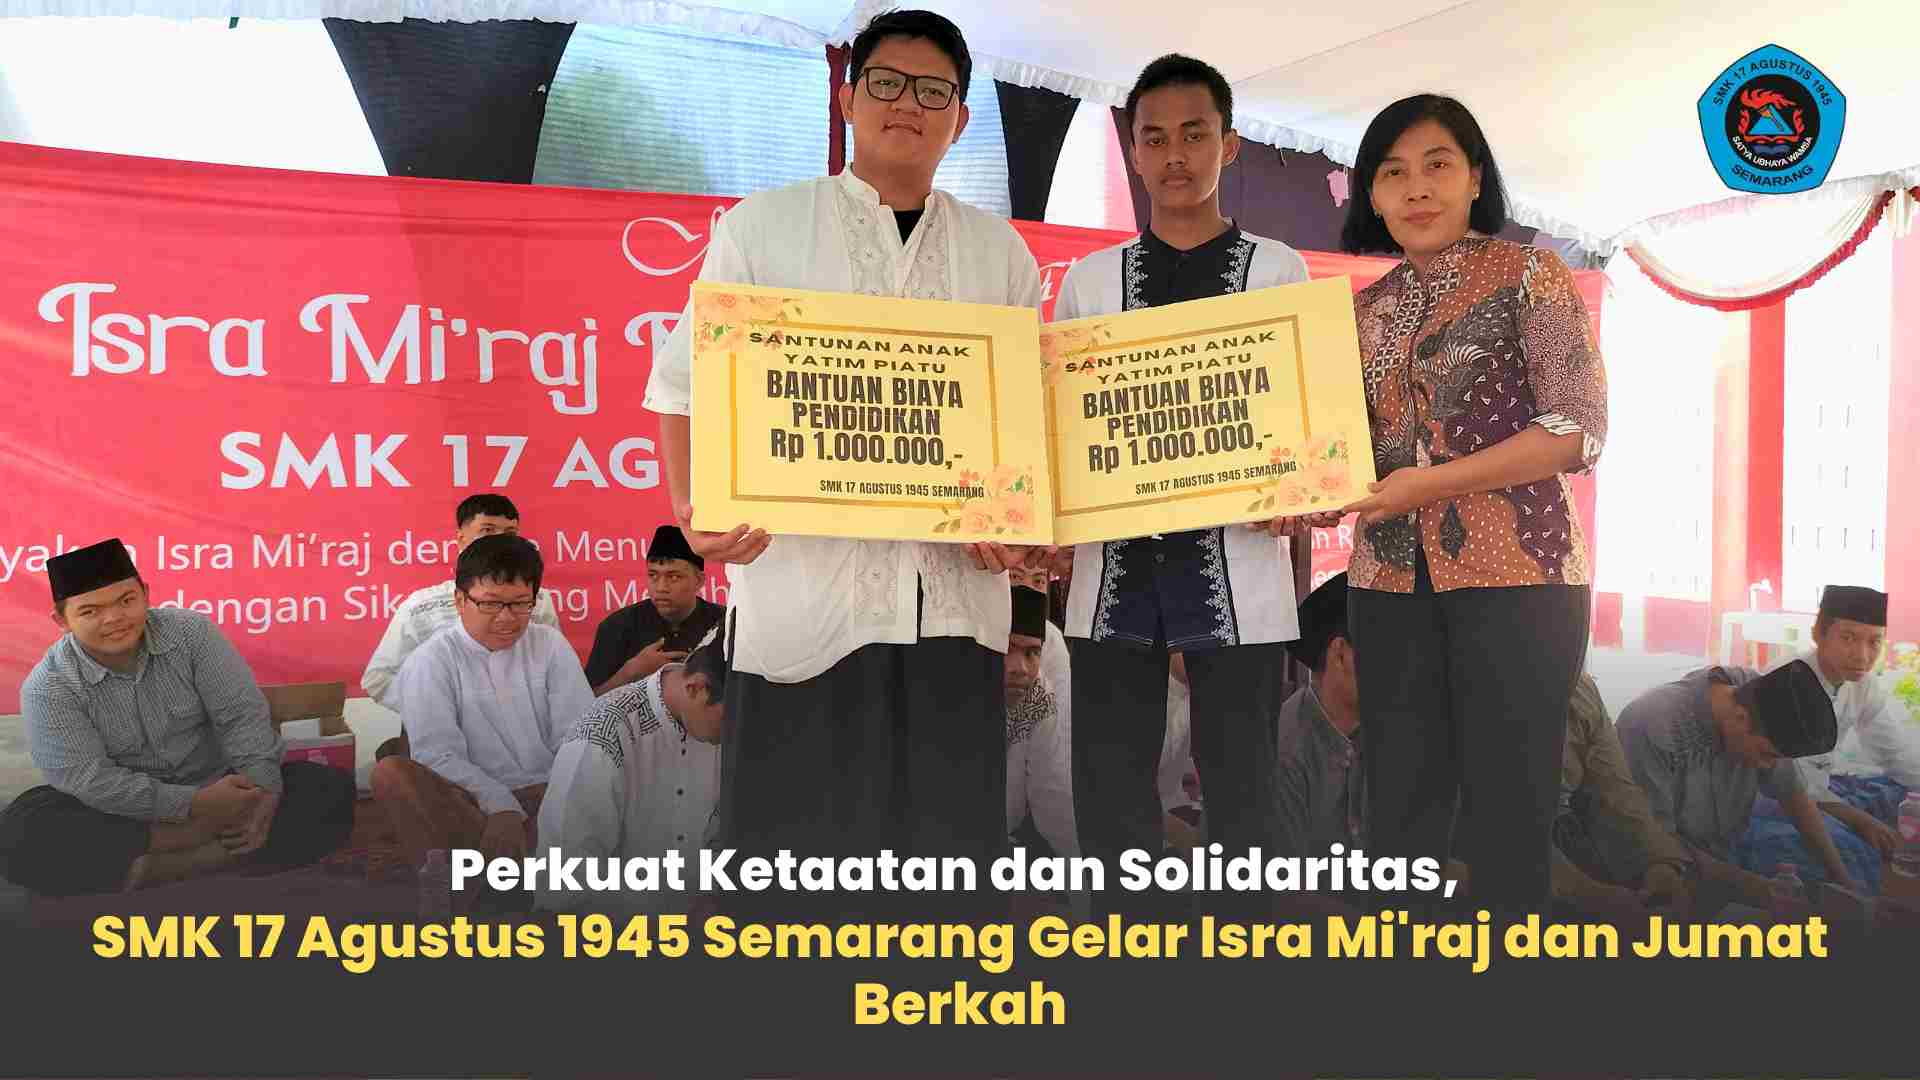 SMK 17 AGUSTUS 1945
SATYA UBHAYA WAMSA
SEMARANG
Isra Mi'raj
SMK 17 AG
Isra Mi'raj
dengan
SANTUNAN ANAK
YATIM PIATU
BANTUAN BIAYA
PENDIDIKAN
Rp 1.000.000,-
SMK 17 AGUSTUS 1945 SEMARANG
SANTUNAN ANAK
YATIM PIATU
BANTUAN BIAYA
PENDIDIKAN
Rp 1.000.000,-
SMK 17 AGUSTUS 1945 SEMARANG
Perkuat Ketaatan dan Solidaritas,
SMK 17 Agustus 1945 Semarang Gelar Isra Mi'raj dan Jumat
Berkah